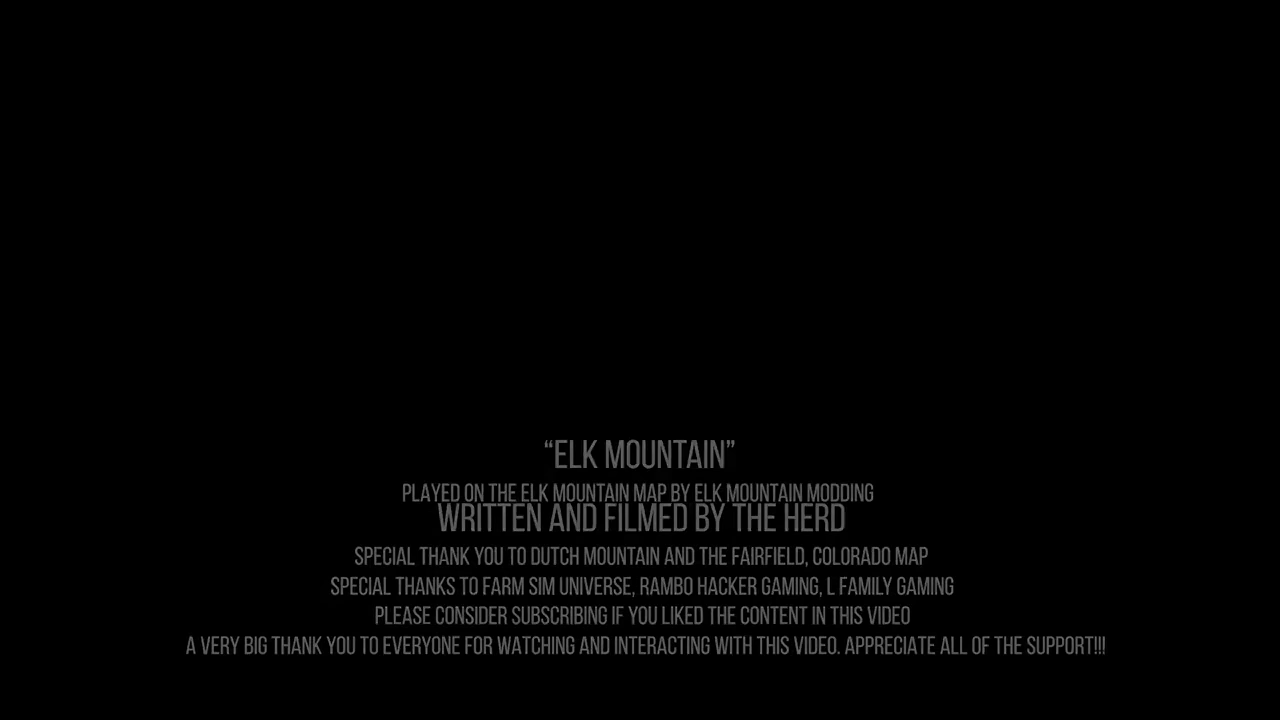 “ELK MOUNTAIN”
PLAYED ON THE ELK MOUNTAIN MAP BY ELK MOUNTAIN MODDING
WRITTEN AND FILMED BY THE HERD
SPECIAL THANK YOU TO DUTCH MOUNTAIN AND THE FAIRFIELD, COLORADO MAP
SPECIAL THANKS TO FARM SIM UNIVERSE, RAMBO HACKER GAMING, L FAMILY GAMING
PLEASE CONSIDER SUBSCRIBING IF YOU LIKED THE CONTENT IN THIS VIDEO
A VERY BIG THANK YOU TO EVERYONE FOR WATCHING AND INTERACTING WITH THIS VIDEO. APPRECIATE ALL OF THE SUPPORT!!!